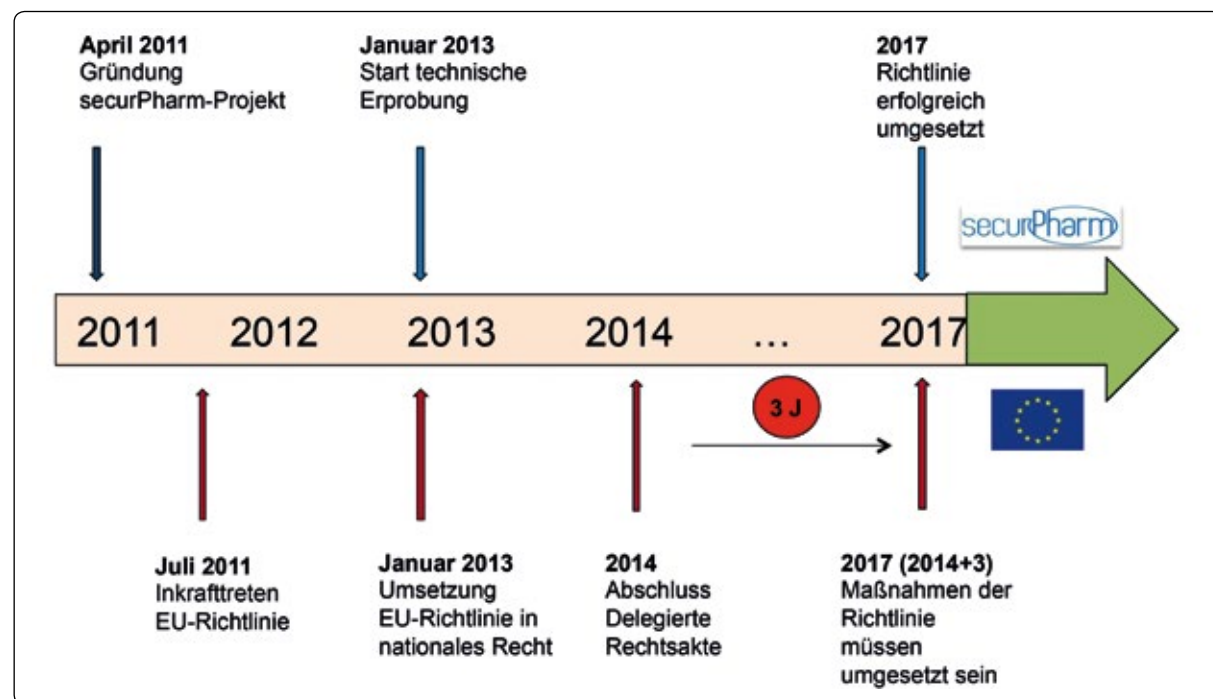 April 2011
Gründung
securPharm-Projekt
Januar 2013
Start technische
Erprobung
2017
Richtlinie
erfolgreich
umgesetzt
securPharm
2011 2012 2013 2014 ... 2017
3 J
Juli 2011
Inkrafttreten
EU-Richtlinie
Januar 2013
Umsetzung
EU-Richtlinie in
nationales Recht
2014
Abschluss
Delegierte
Rechtsakte
2017 (2014+3)
Maßnahmen der
Richtlinie
müssen
umgesetzt sein